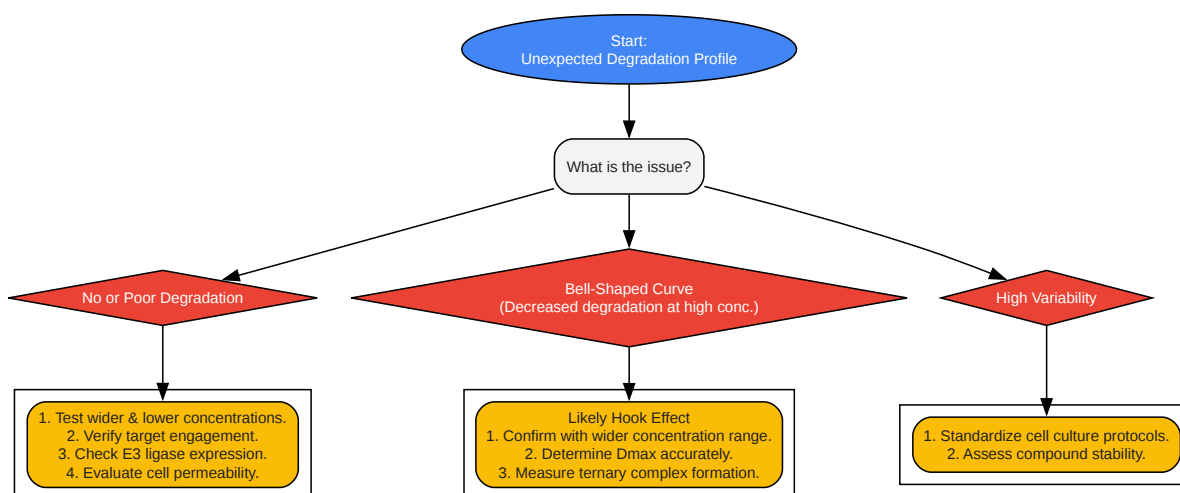 Start:
Unexpected Degradation Profile
What is the issue?
No or Poor Degradation
Bell-Shaped Curve
(Decreased degradation at high conc.)
High Variability
1. Test wider & lower concentrations.
2. Verify target engagement.
3. Check E3 ligase expression.
4. Evaluate cell permeability.
Likely Hook Effect
1. Confirm with wider concentration range.
2. Determine Dmax accurately.
3. Measure ternary complex formation.
1. Standardize cell culture protocols.
2. Assess compound stability.